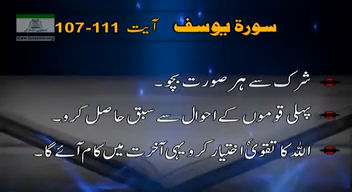 سورۃ یوسف آیت 107-111
شرک سے ہر صورت بچو۔
پہلی قوموں کے احوال سے سبق حاصل کرو۔
اللہ کا تقویٰ اختیار کرو یہی آخرت میں کام آئے گا۔